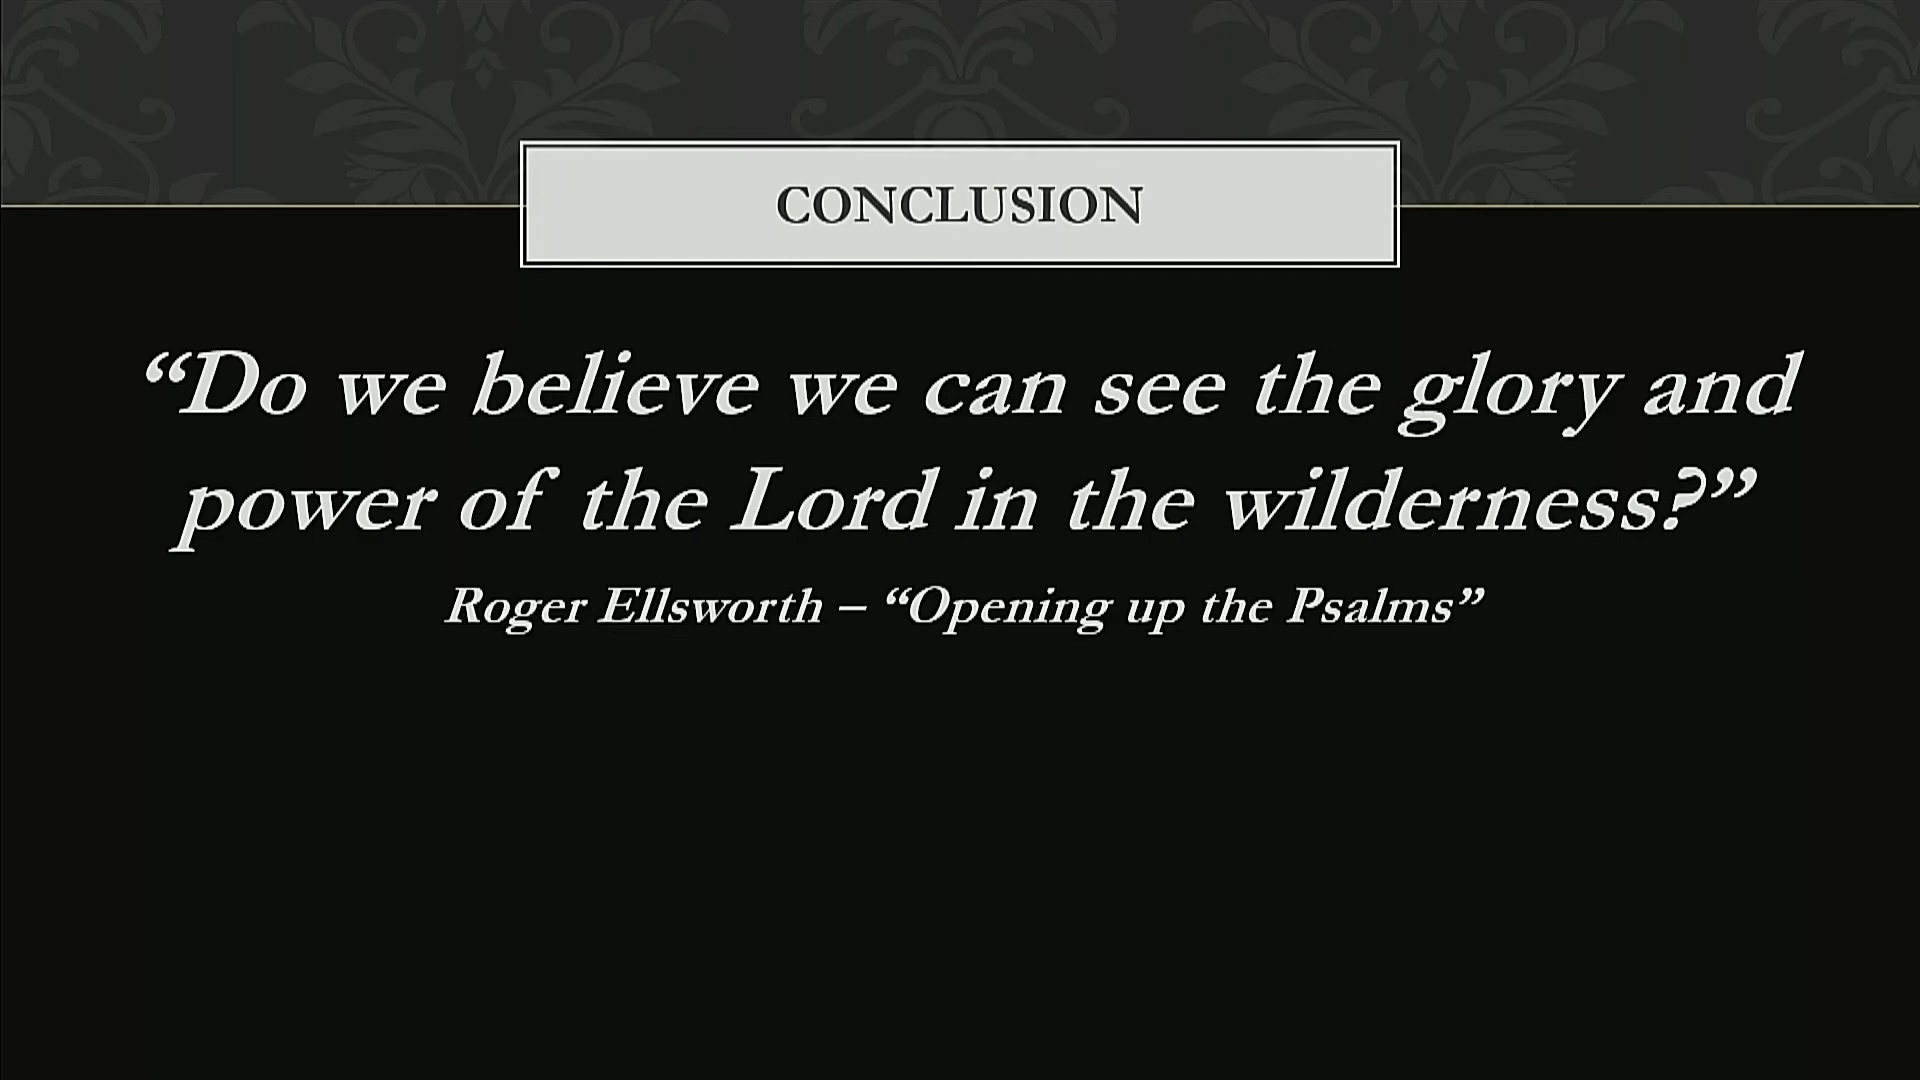 CONCLUSION
“Do we believe we can see the glory and
power of the Lord in the wilderness?”
Roger Ellsworth – “Opening up the Psalms”